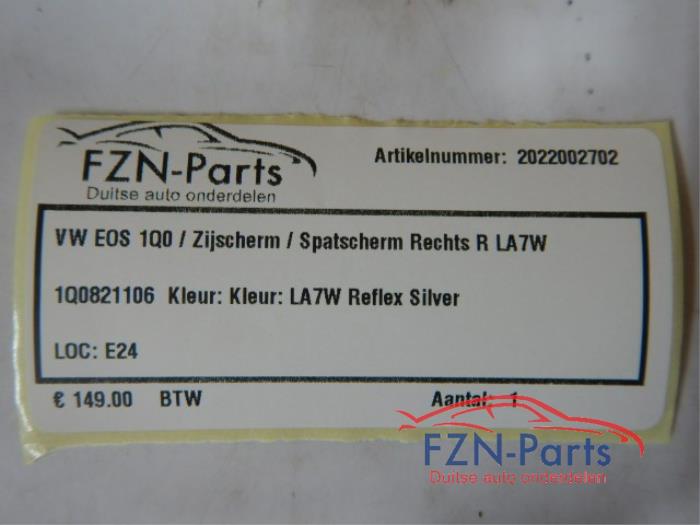 FZN-Parts
Duitse auto onderdelen
Artikelnummer: 2022002702
VW EOS 1Q0 / Zijscherm / Spatscherm Rechts R LA7W
1Q0821106 Kleur: Kleur: LA7W Reflex Silver
LOC: E24
€ 149.00 BTW
Aantal: 1
FZN-Parts
Duitse auto onderdelen